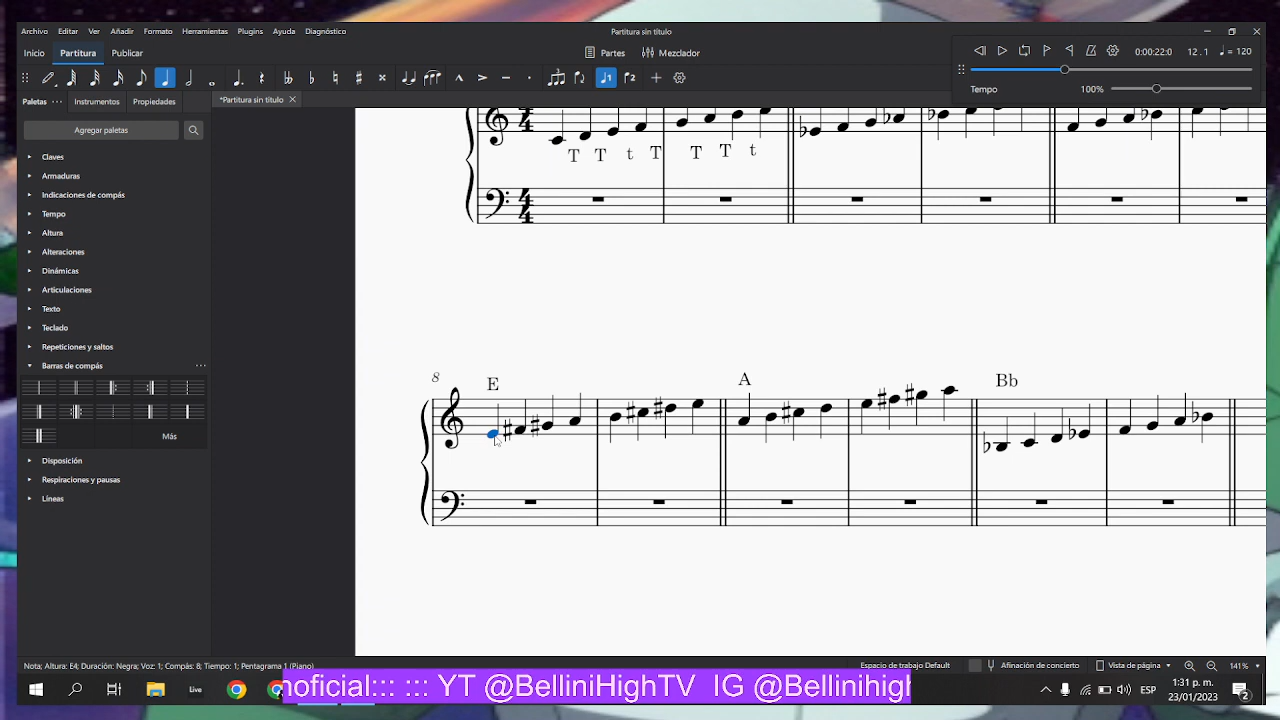 Archivo Editar Ver Añadir Formato Herramientas Plugins Ayuda Diagnóstico Partitura sin título
Inicio Partitura Publicar Partes Mezclador 0:00:22:0 12. 1 = 120
Tempo 100%
Paletas Instrumentos Propiedades *Partitura sin título
Agregar paletas
Claves
Armaduras
Indicaciones de compás
Tempo
Altura
Alteraciones
Dinámicas
Articulaciones
Texto
Teclado
Repeticiones y saltos
Barras de compás
Más
Disposición
Respiraciones y pausas
Líneas
T T t T T T t
8 E A Bb
Nota; Altura: E4; Duración: Negra; Voz: 1; Compás: 8; Tiempo: 1; Pentagrama 1 (Piano) Espacio de trabajo Default Afinación de concierto Vista de página 141%
Live noficial::: ::: YT @BelliniHighTV IG @Bellinihigh ESP 1:31 p. m.
23/01/2023 2